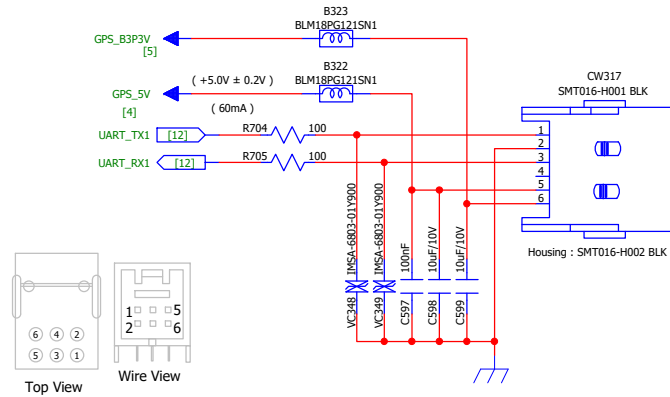 B323
BLM18PG121SN1
GPS_B3P3V
[5]
B322
BLM18PG121SN1
( +5.0V ± 0.2V )
GPS_5V
[4]
( 60mA )
CW317
SMT016-H001 BLK
UART_TX1 [12] R704 100
UART_RX1 [12] R705 100
1
2
3
4
5
6
Housing : SMT016-H002 BLK
VC348 IMSA-6803-01Y900
VC349 IMSA-6803-01Y900
C597 100nF
C598 10uF/10V
C599 10uF/10V
6 4 2
5 3 1
Top View
1 5
2 6
Wire View